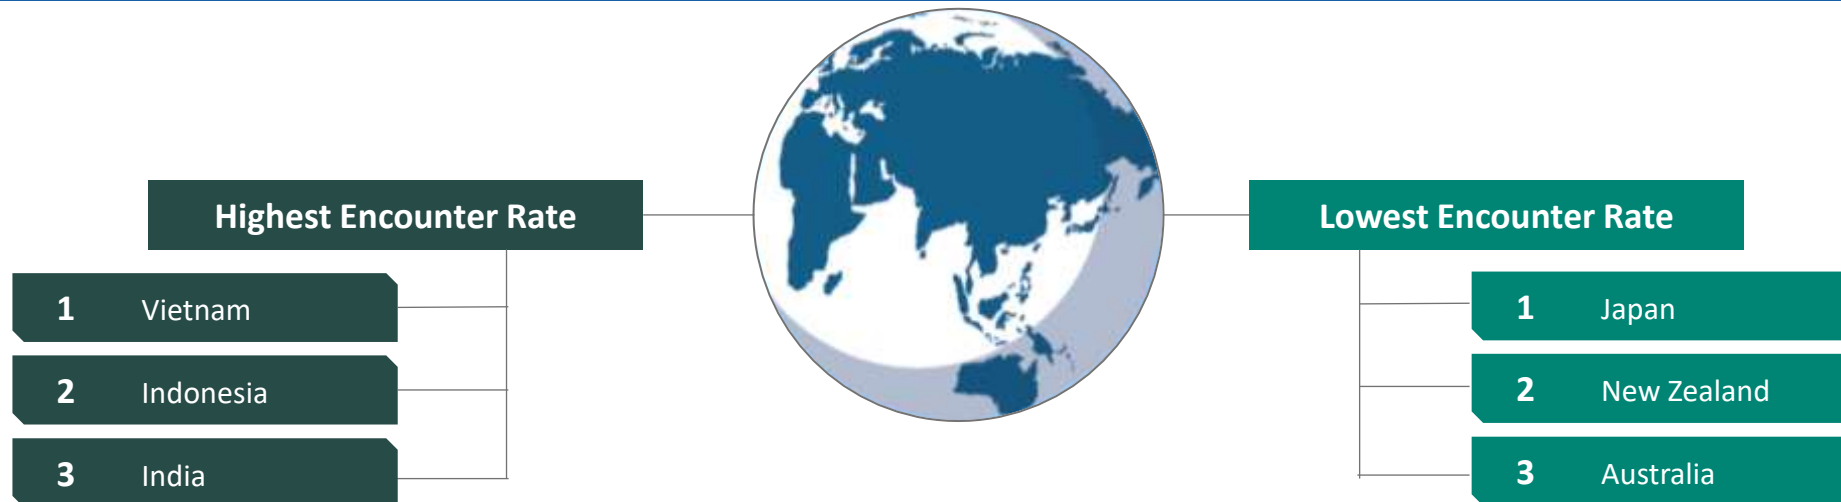 Highest Encounter Rate
1 Vietnam
2 Indonesia
3 India
Lowest Encounter Rate
1 Japan
2 New Zealand
3 Australia